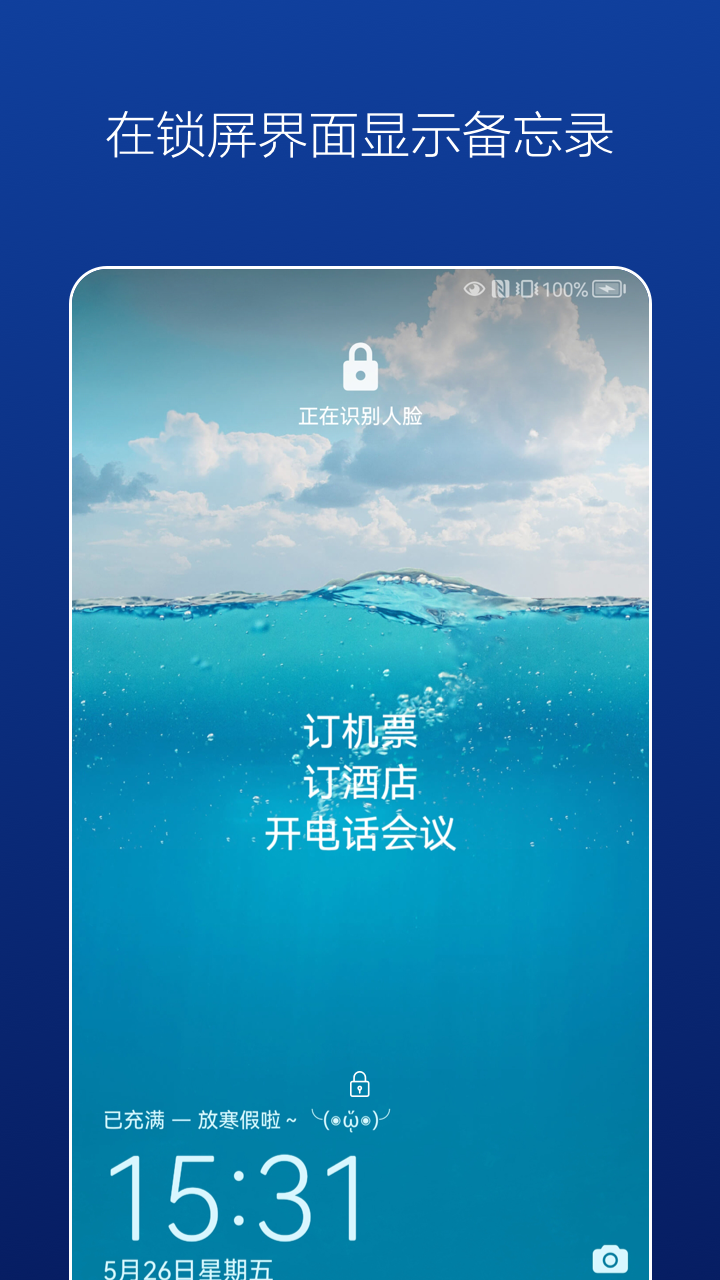 在锁屏界面显示备忘录
100%
正在识别人脸
订机票
订酒店
开电话会议
已充满 — 放寒假啦~ ╰(◉ᾥ◉)╯
15:31
5月26日星期五